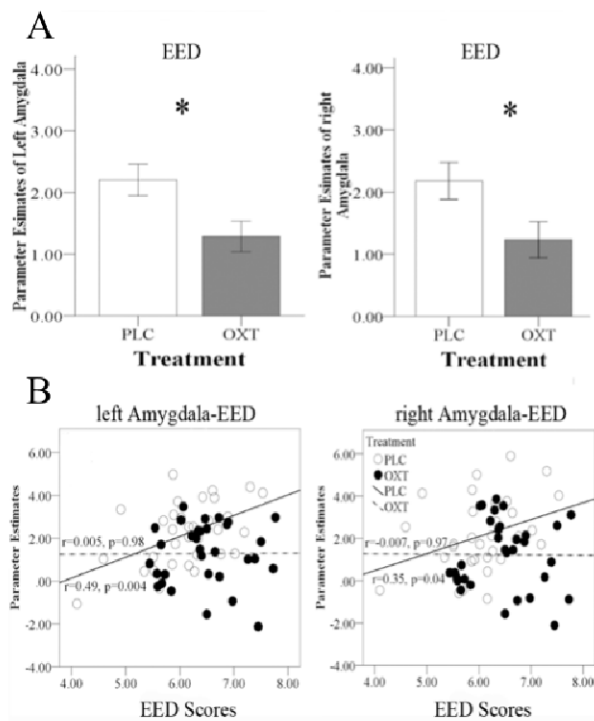 A
EED
Parameter Esimates of Left Amygdala
4.00
3.00
2.00
1.00
0.00
*
PLC
OXT
Treatment
EED
Parameter Esimates of right
Amygdala
4.00
3.00
2.00
1.00
0.00
*
PLC
OXT
Treatment
B
left Amygdala-EED
Parameter Estimates
6.00
4.00
2.00
.00
-2.00
-4.00
r=0.005, p=0.98
r=0.49, p=0.004
4.00
5.00
6.00
7.00
8.00
EED Scores
right Amygdala-EED
Treatment
PLC
OXT
PLC
OXT
Parameter Estimates
6.00
4.00
2.00
.00
-2.00
-4.00
r=-0.007, p=0.97
r=0.35, p=0.04
4.00
5.00
6.00
7.00
8.00
EED Scores